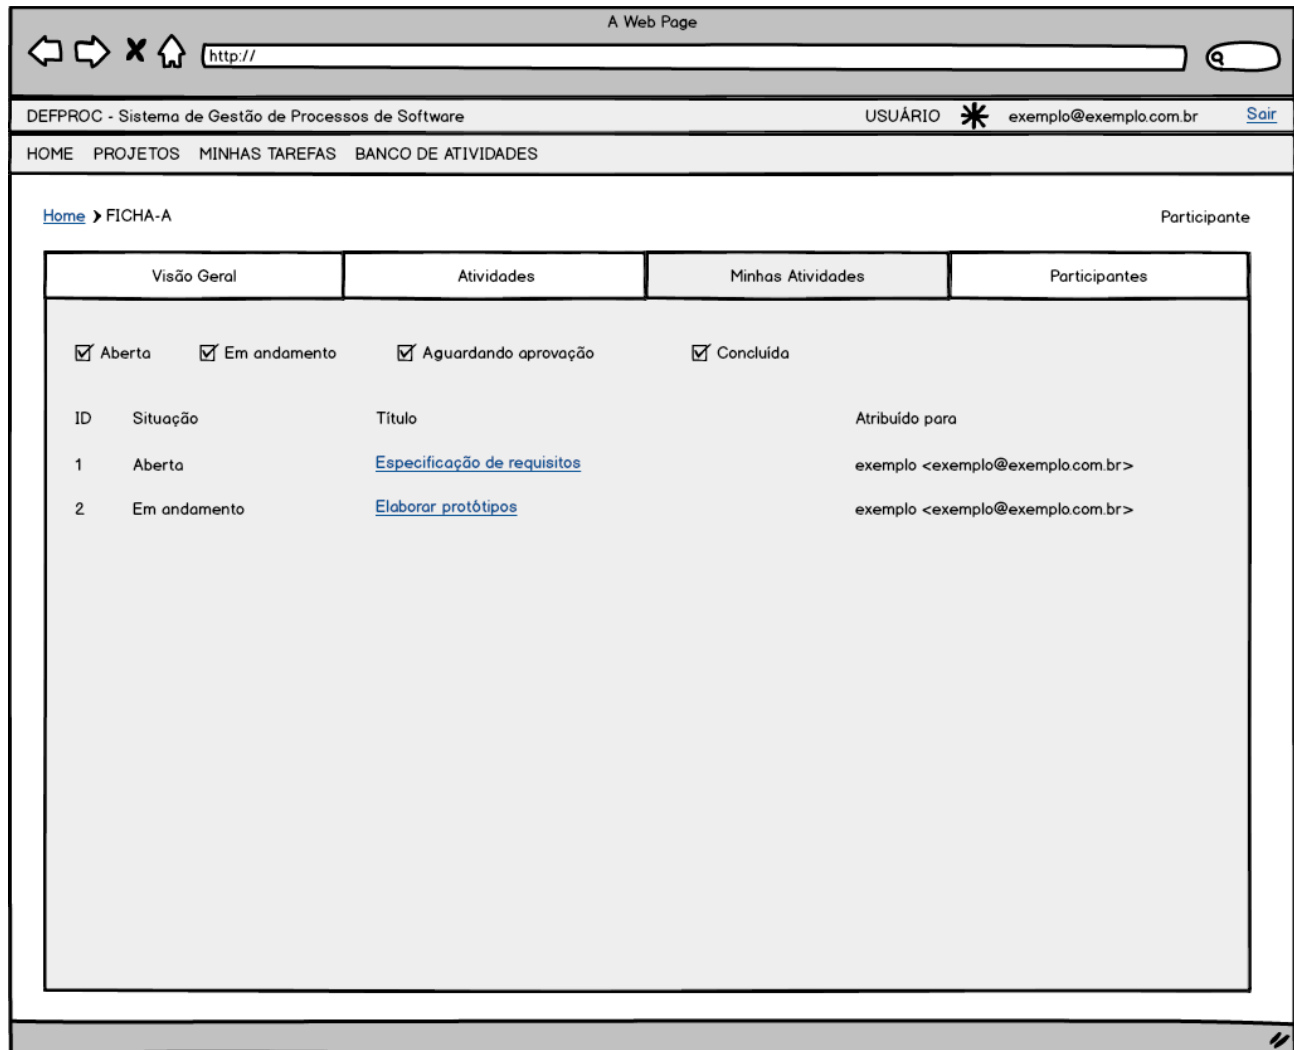 A Web Page
http://
DEFPROC - Sistema de Gestão de Processos de Software USUÁRIO exemplo@exemplo.com.br Sair
HOME PROJETOS MINHAS TAREFAS BANCO DE ATIVIDADES
Home FICHA-A Participante
Visão Geral Atividades Minhas Atividades Participantes
Aberta Em andamento Aguardando aprovação Concluída
ID Situação Título Atribuído para
1 Aberta Especificação de requisitos exemplo <exemplo@exemplo.com.br>
2 Em andamento Elaborar protótipos exemplo <exemplo@exemplo.com.br>